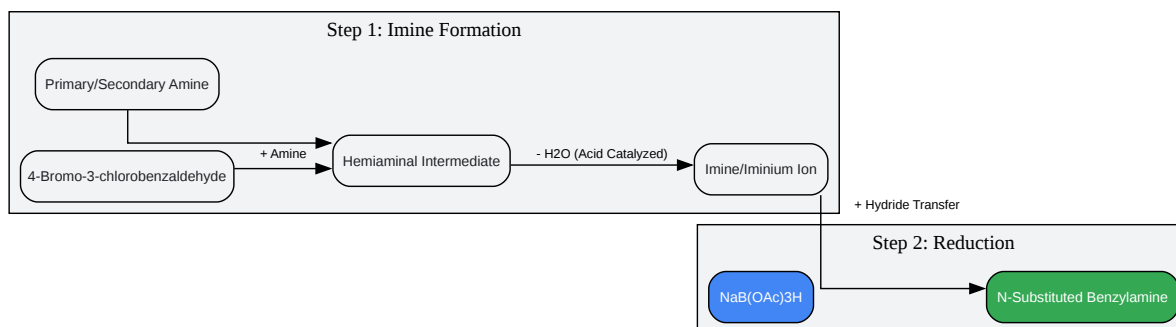 Step 1: Imine Formation
Primary/Secondary Amine
+ Amine
4-Bromo-3-chlorobenzaldehyde
Hemiaminal Intermediate
- H2O (Acid Catalyzed)
Imine/Iminium Ion
+ Hydride Transfer
Step 2: Reduction
NaB(OAc)3H
N-Substituted Benzylamine